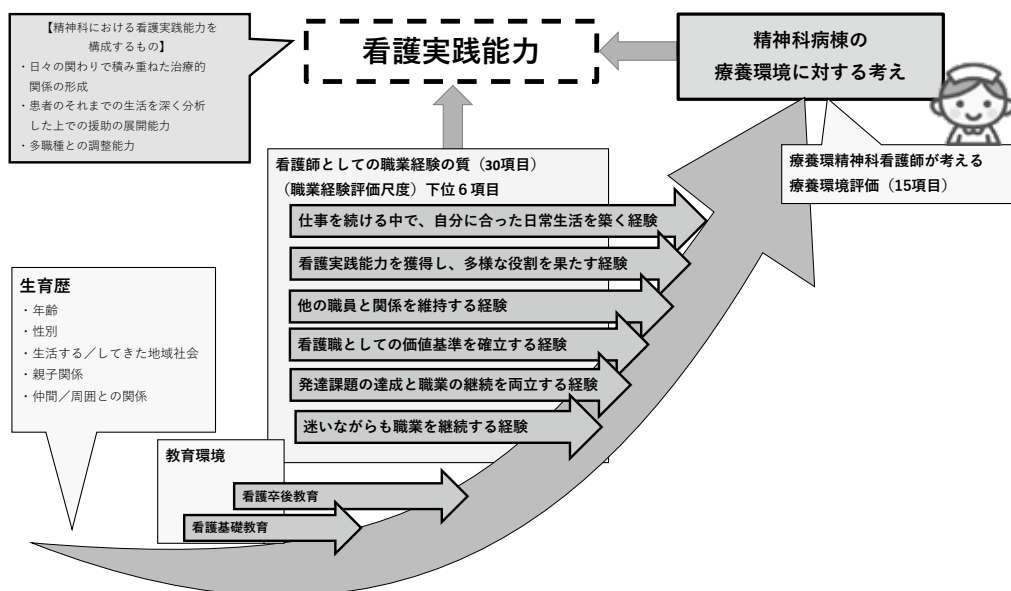 【精神科における看護実践能力を
構成するもの】
・日々の関わりで積み重ねた治療的
関係の形成
・患者のそれまでの生活を深く分析
した上での援助の展開能力
・多職種との調整能力
看護実践能力
精神科病棟の
療養環境に対する考え
療養環精神科看護師が考える
療養環境評価（15項目）
看護師としての職業経験の質（30項目）
（職業経験評価尺度）下位６項目
仕事を続ける中で、自分に合った日常生活を築く経験
看護実践能力を獲得し、多様な役割を果たす経験
他の職員と関係を維持する経験
看護職としての価値基準を確立する経験
発達課題の達成と職業の継続を両立する経験
迷いながらも職業を継続する経験
生育歴
・年齢
・性別
・生活する／してきた地域社会
・親子関係
・仲間／周囲との関係
教育環境
看護卒後教育
看護基礎教育